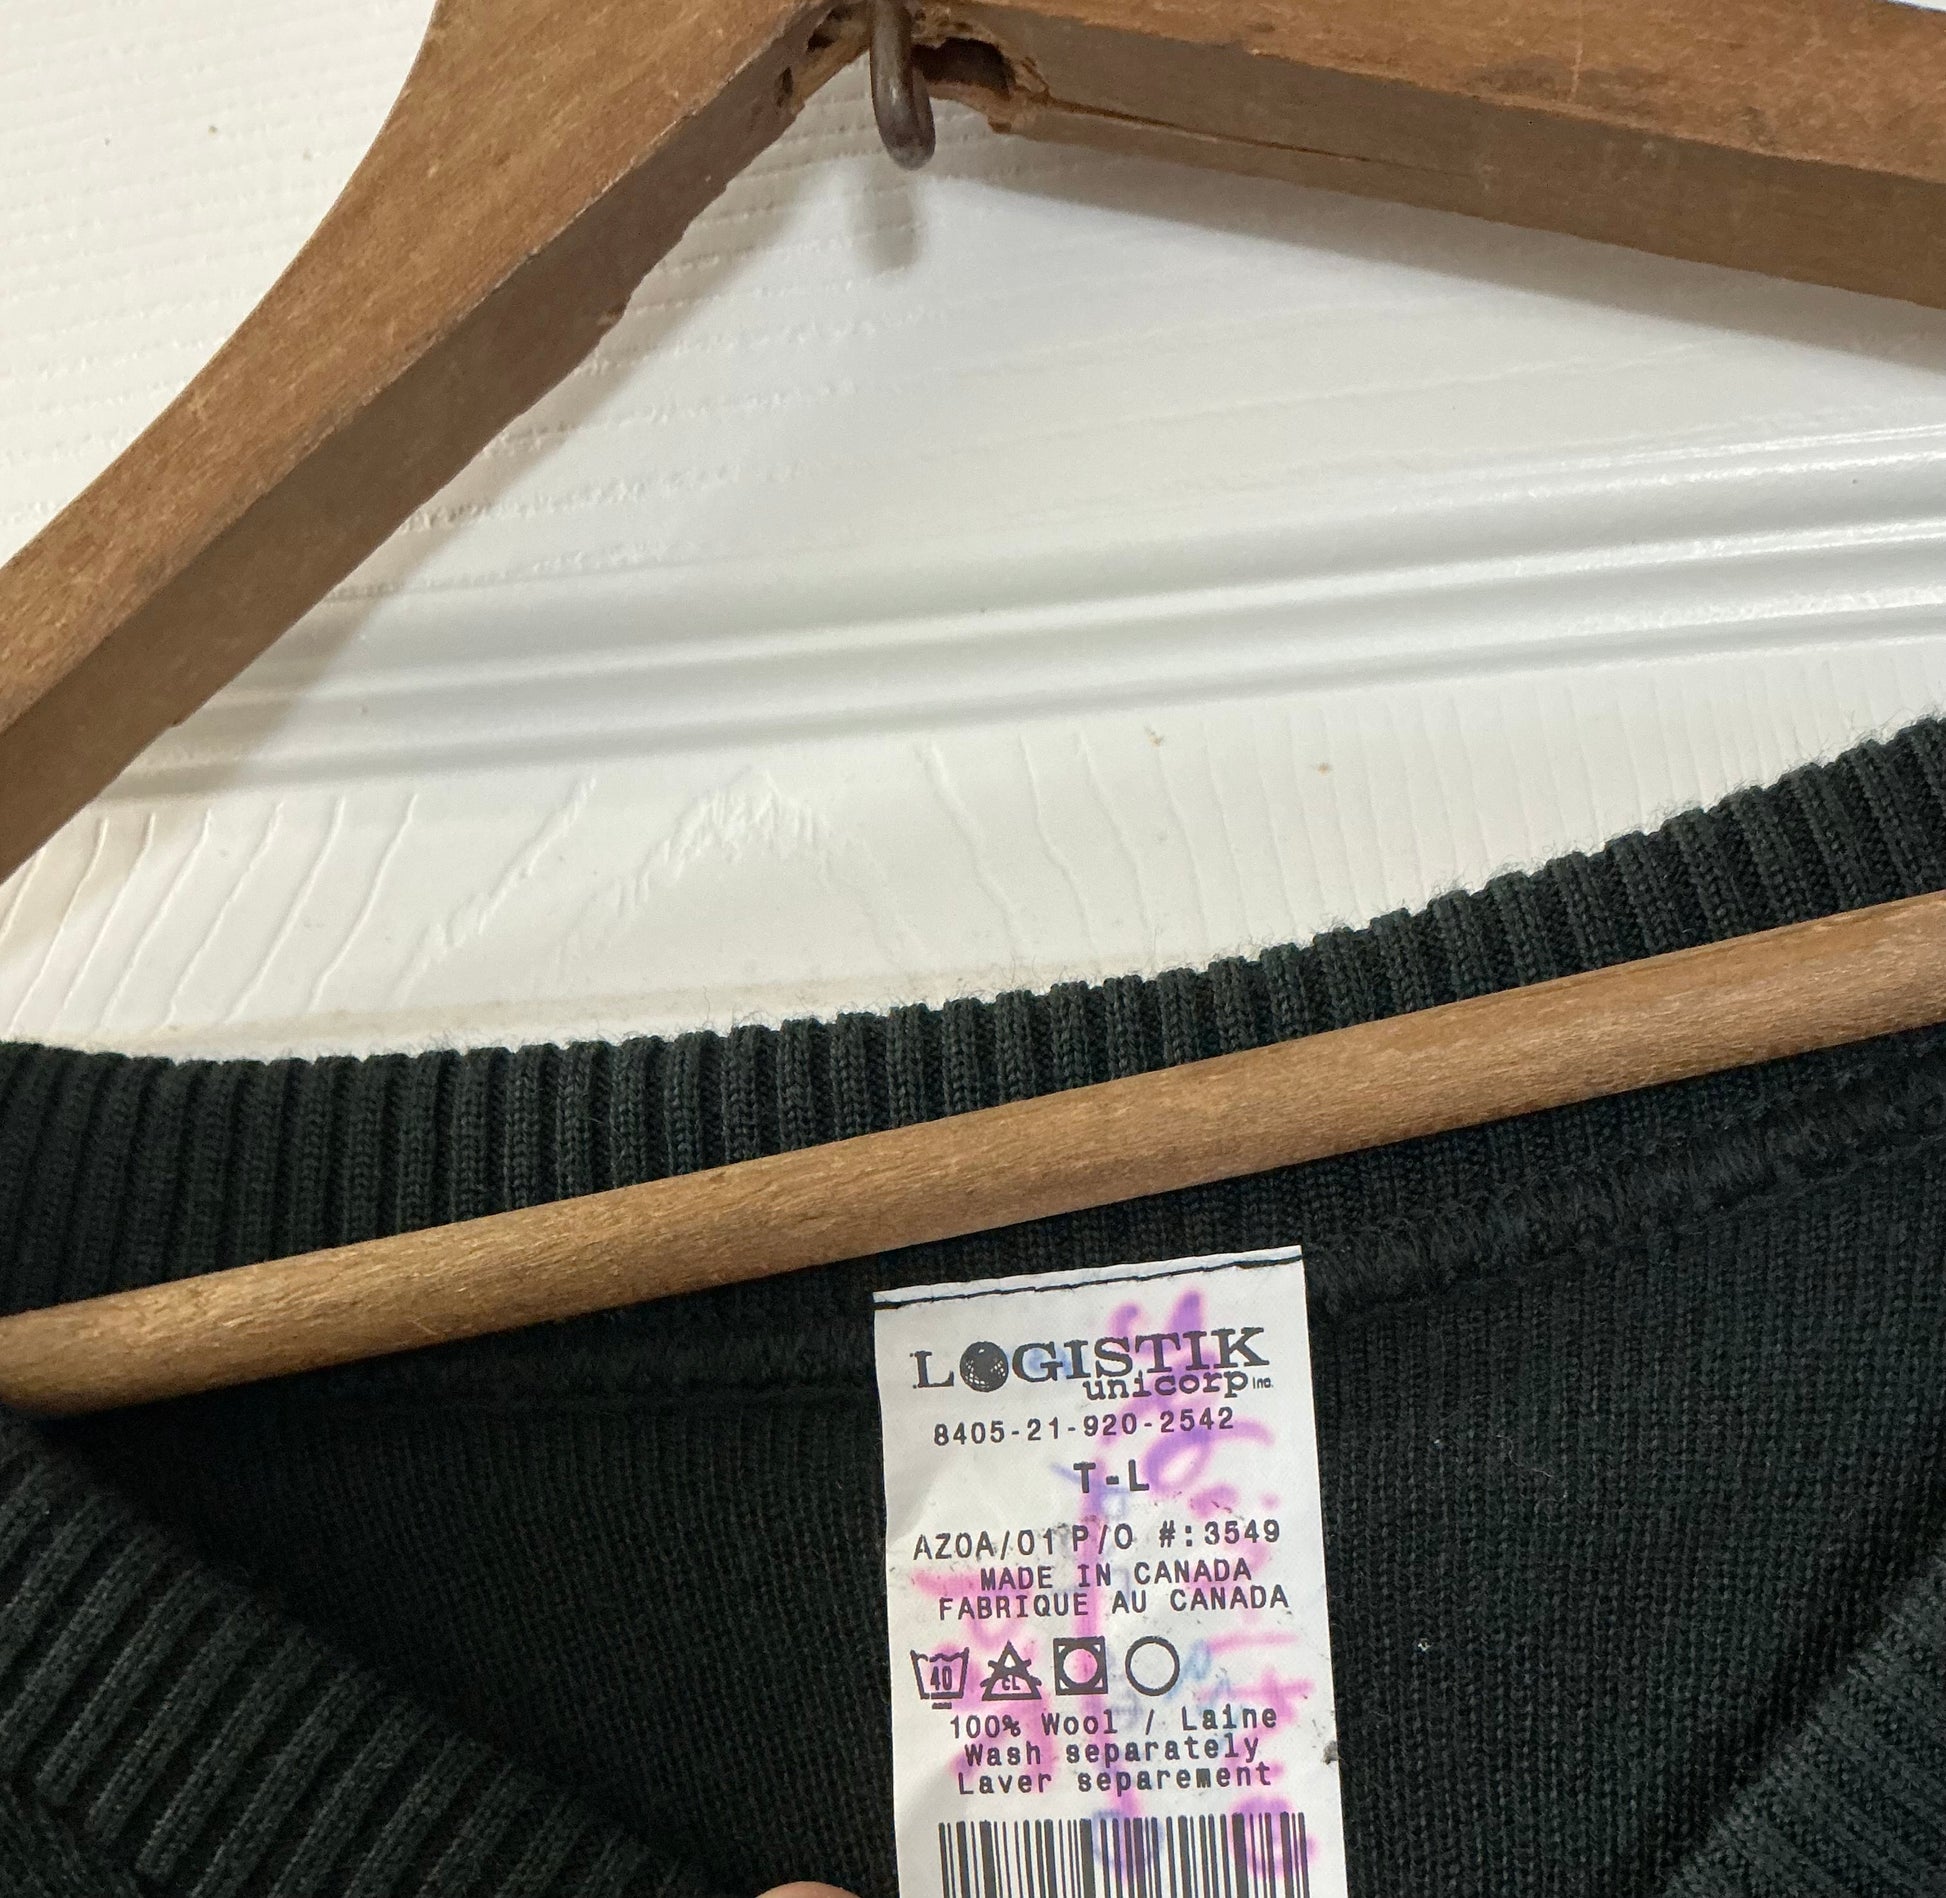 LOGISTIK
unicorp inc.
8405-21-920-2542
T-L
AZOA/01 P/O #:3549
MADE IN CANADA
FABRIQUE AU CANADA
40 CL
100% Wool / Laine
Wash separately
Laver separement